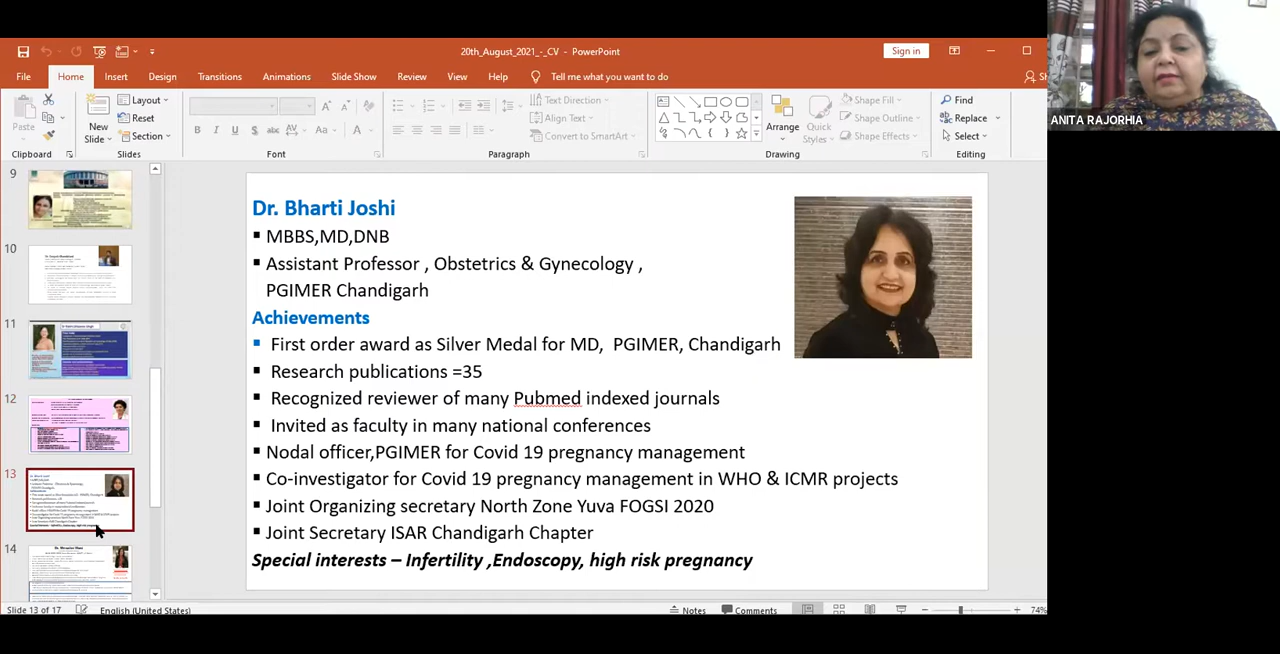 20th_August_2021_-_CV - PowerPoint
Sign in
File Home Insert Design Transitions Animations Slide Show Review View Help Tell me what you want to do
Paste
New
Slide
Layout
Reset
Section
Text Direction
Align Text
Convert to SmartArt
Arrange
Quick
Styles
Shape Fill
Shape Outline
Shape Effects
Find
Replace
Select
Clipboard Slides Font Paragraph Drawing Editing
ANITA RAJORHIA
9
10
11
12
13
14
Dr. Bharti Joshi
MBBS,MD,DNB
Assistant Professor , Obstetrics & Gynecology ,
PGIMER Chandigarh
Achievements
First order award as Silver Medal for MD, PGIMER, Chandigarh
Research publications =35
Recognized reviewer of many Pubmed indexed journals
Invited as faculty in many national conferences
Nodal officer,PGIMER for Covid 19 pregnancy management
Co-investigator for Covid 19 pregnancy management in WHO & ICMR projects
Joint Organizing secretary North Zone Yuva FOGSI 2020
Joint Secretary ISAR Chandigarh Chapter
Special interests – Infertility ,Endoscopy, high risk pregnancy
Slide 13 of 17 English (United States) Notes Comments 74%